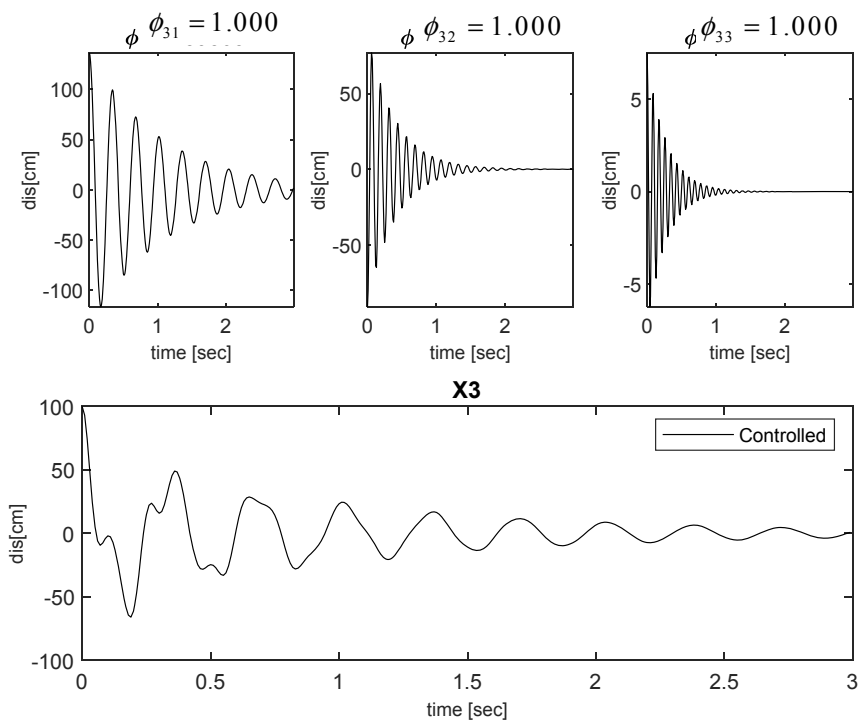 ϕ ϕ31 = 1.000
ϕ ϕ32 = 1.000
ϕ ϕ33 = 1.000
100
50
0
-50
-100
dis[cm]
0 1 2
time [sec]
50
0
-50
dis[cm]
0 1 2
time [sec]
5
0
-5
dis[cm]
0 1 2
time [sec]
X3
100
50
0
-50
-100
dis[cm]
Controlled
0 0.5 1 1.5 2 2.5 3
time [sec]